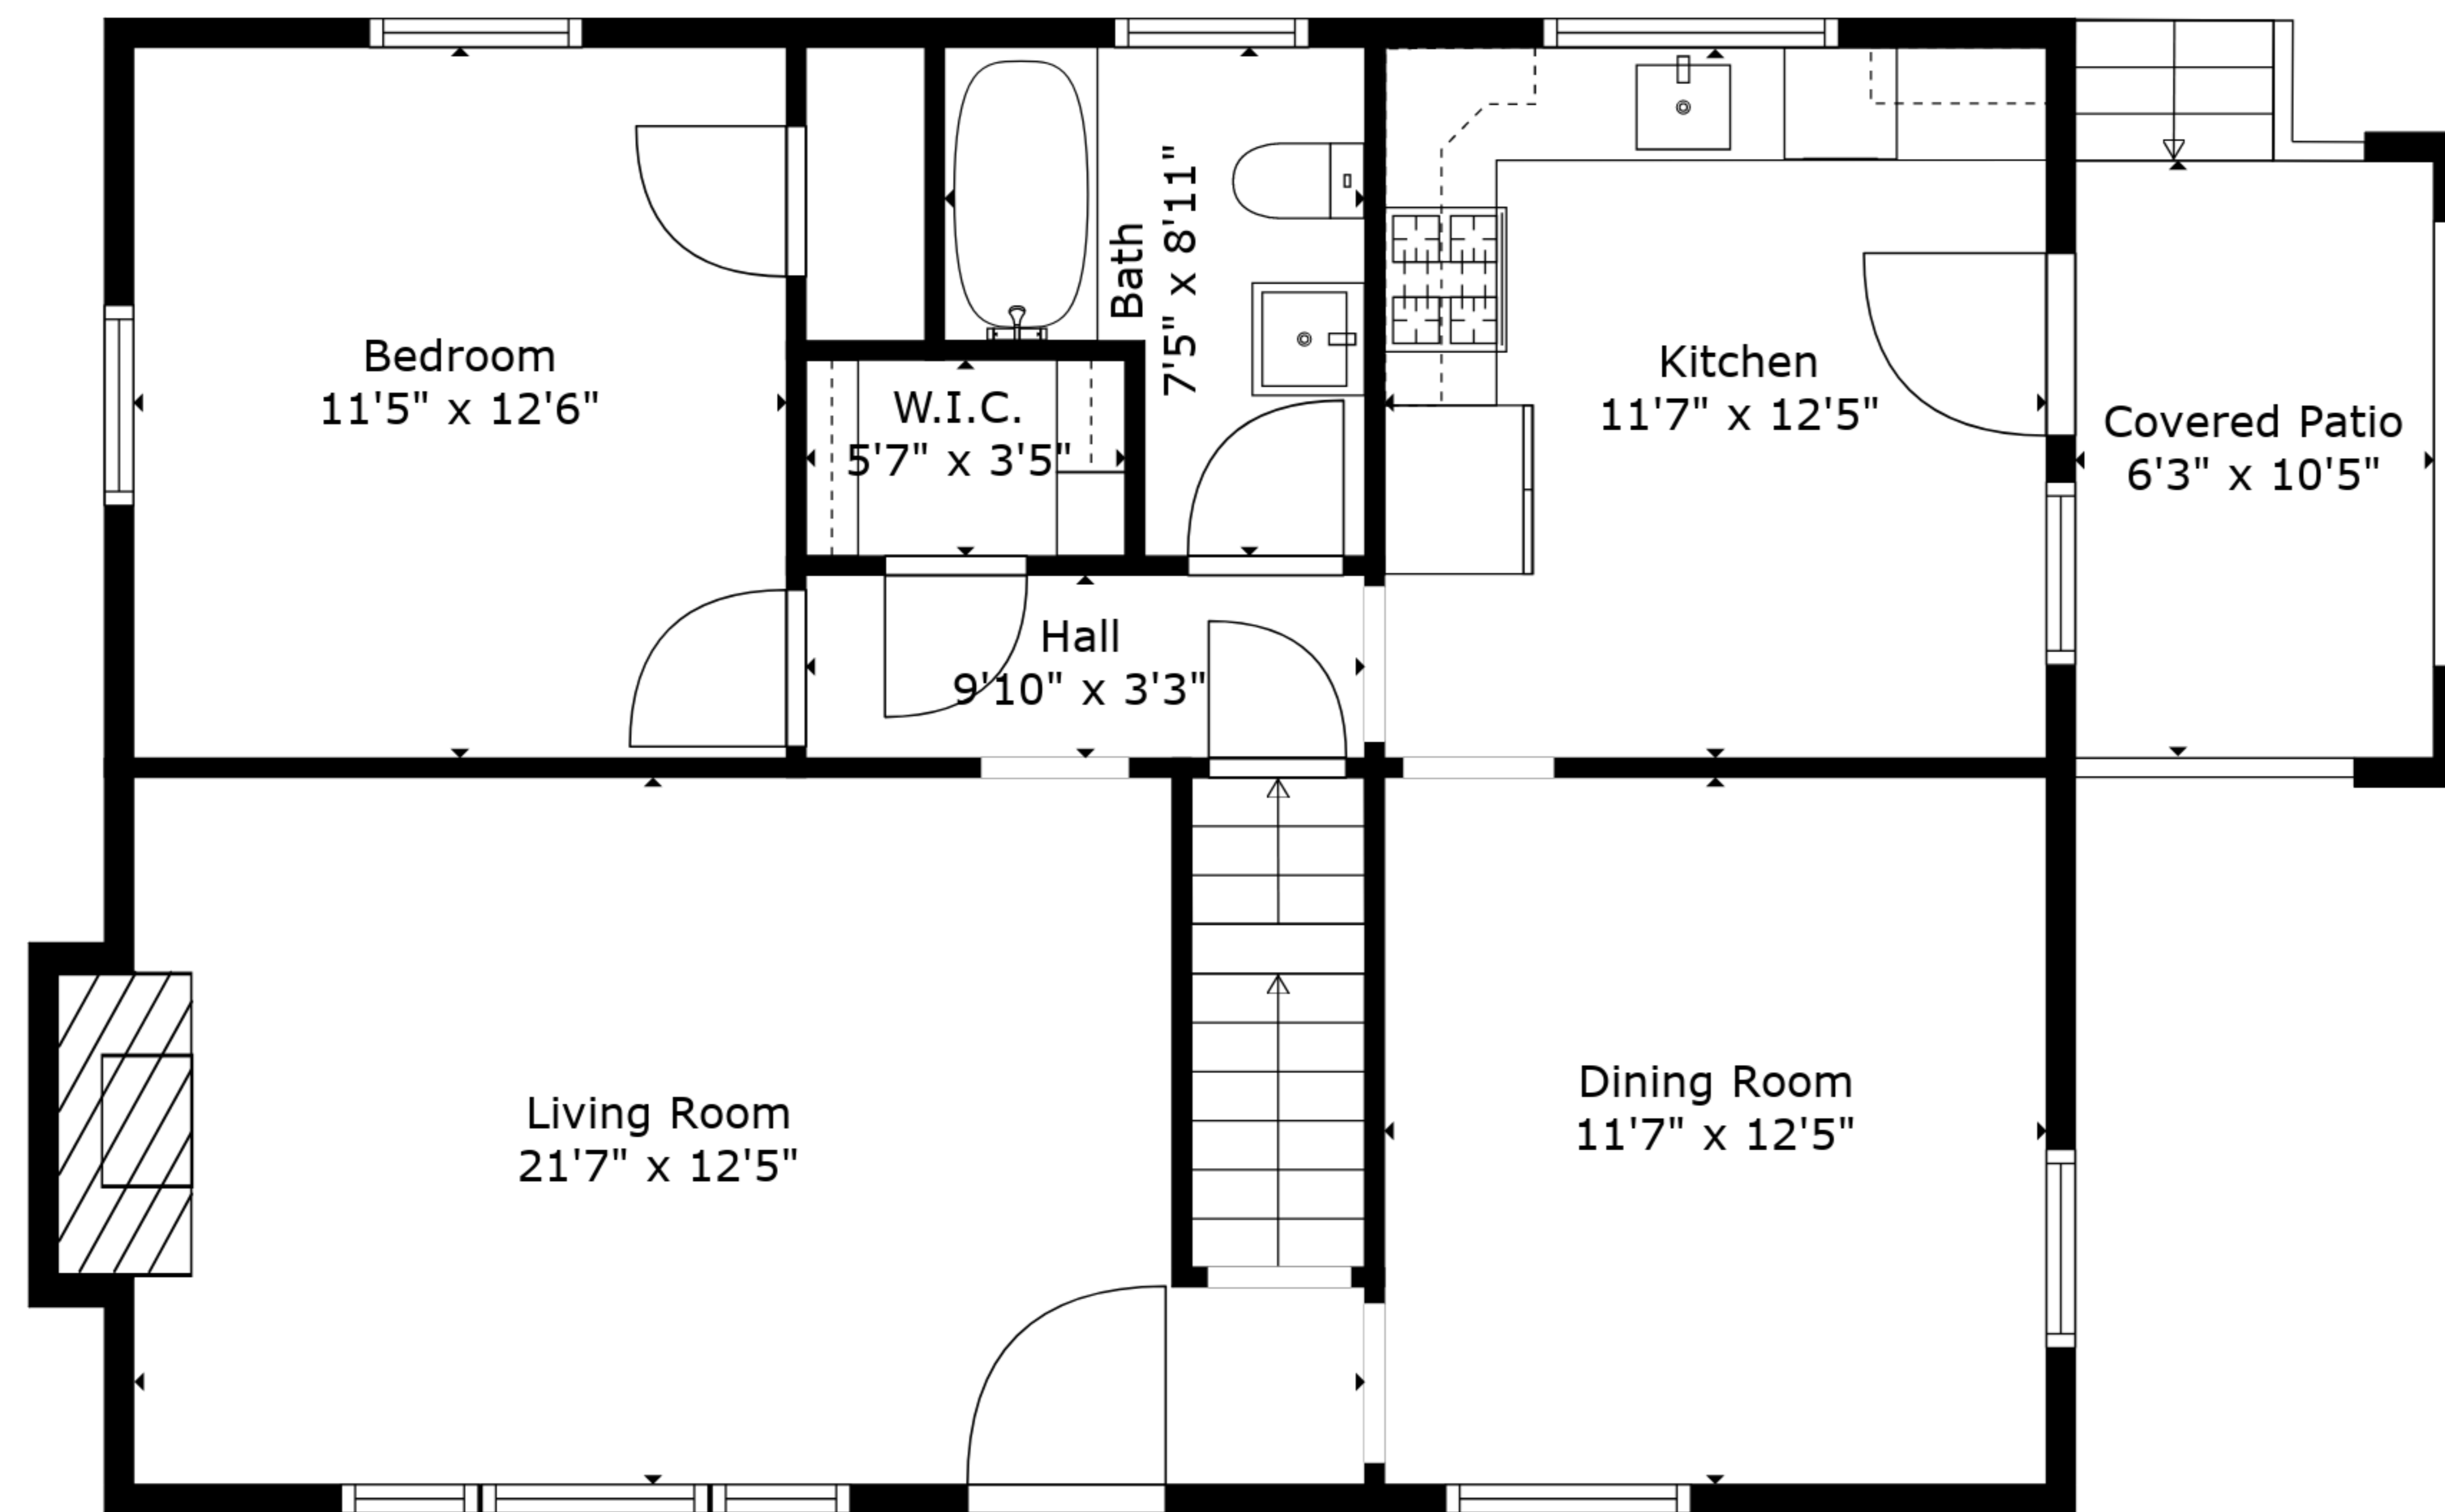 Bedroom
11'5" x 12'6"
W.I.C.
5'7" x 3'5"
Bath
7'5" x 8'11"
Kitchen
11'7" x 12'5"
Covered Patio
6'3" x 10'5"
Hall
9'10" x 3'3"
Living Room
21'7" x 12'5"
Dining Room
11'7" x 12'5"